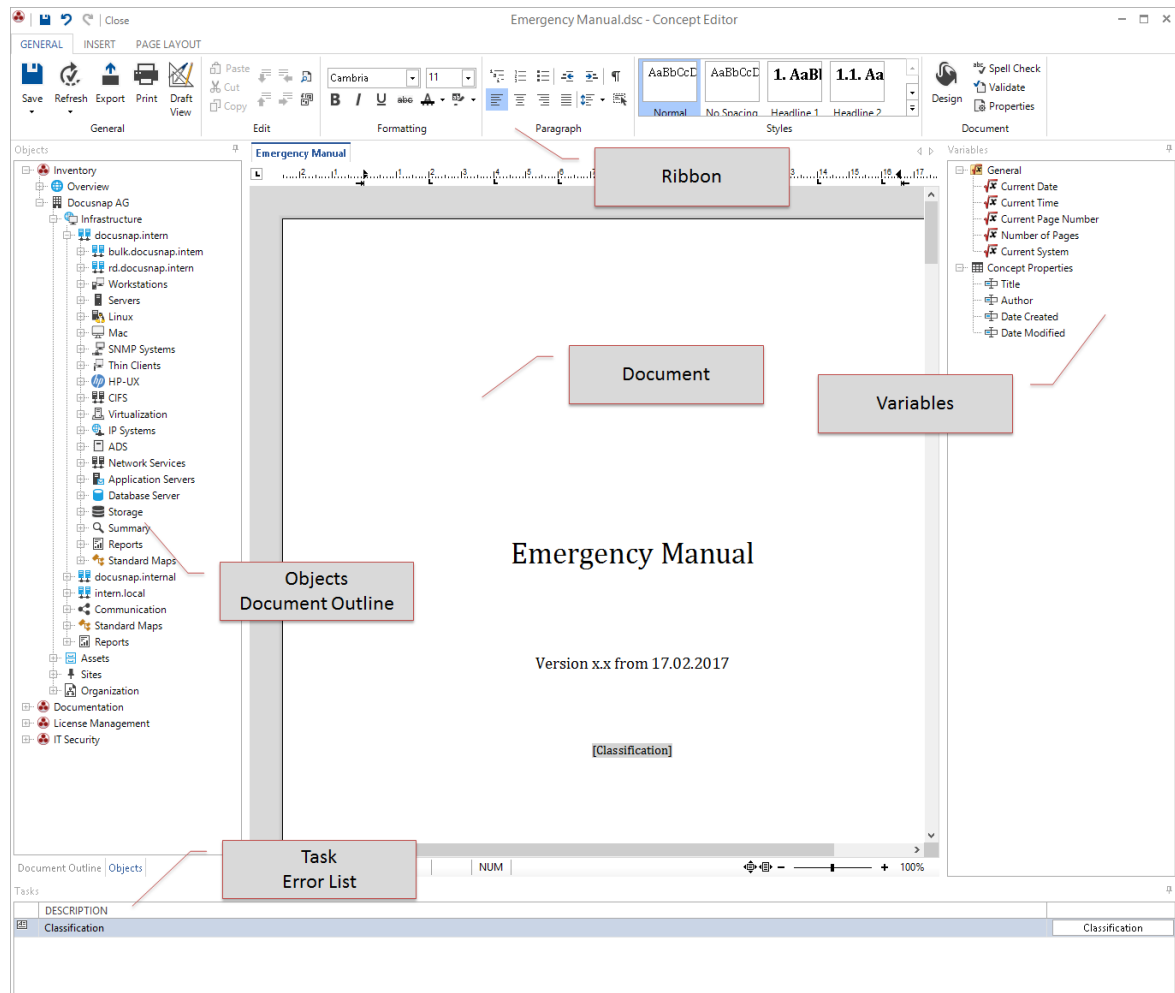 Close
Emergency Manual.dsc - Concept Editor
GENERAL INSERT PAGE LAYOUT
Save Refresh Export Print Draft View
Paste
Cut
Copy
Cambria 11
B I U abc A
AaBbCcD AaBbCcD 1. AaBl 1.1. Aa
Normal No Spacing Headline 1 Headline 2
Design
Spell Check
Validate
Properties
General Edit Formatting Paragraph Styles Document
Objects
Inventory
Overview
Docusnap AG
Infrastructure
docusnap.intern
bulk.docusnap.intern
rd.docusnap.intern
Workstations
Servers
Linux
Mac
SNMP Systems
Thin Clients
HP-UX
CIFS
Virtualization
IP Systems
ADS
Network Services
Application Servers
Database Server
Storage
Summary
Reports
Standard Maps
docusnap.internal
intern.local
Communication
Standard Maps
Reports
Assets
Sites
Organization
Documentation
License Management
IT Security
Document Outline Objects
Emergency Manual
Ribbon
Document
Variables
Objects
Document Outline
Emergency Manual
Version x.x from 17.02.2017
[Classification]
Task
Error List
NUM
100%
Variables
General
Current Date
Current Time
Current Page Number
Number of Pages
Current System
Concept Properties
Title
Author
Date Created
Date Modified
Tasks
DESCRIPTION
Classification Classification